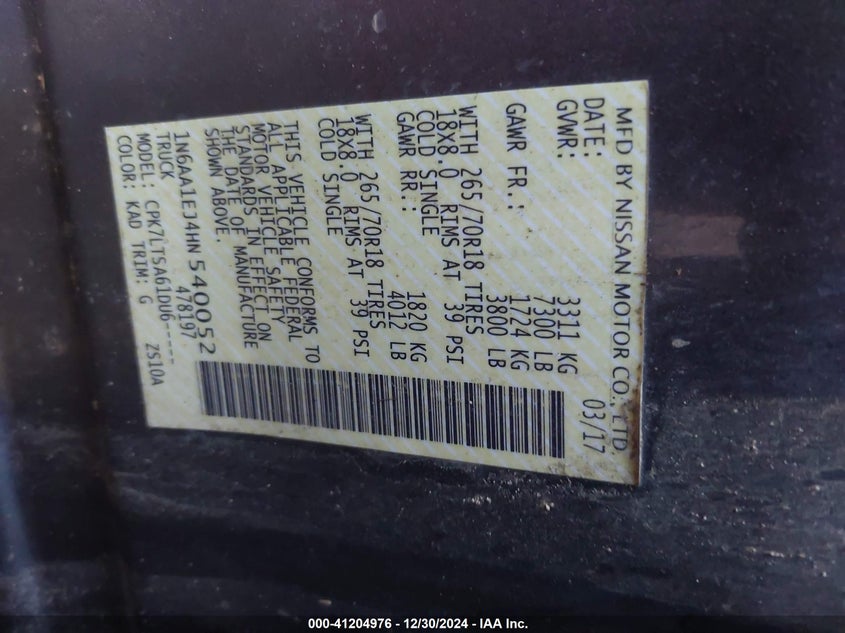 MFD BY NISSAN MOTOR CO., LTD.
DATE: 03/17
GVWR: 3311 KG
7300 LB
GAWR FR.: 1724 KG
3800 LB
WITH 265/70R18 TIRES
18X8.0 RIMS AT 39 PSI
COLD SINGLE
GAWR RR.: 1820 KG
4012 LB
WITH 265/70R18 TIRES
18X8.0 RIMS AT 39 PSI
COLD SINGLE
THIS VEHICLE CONFORMS TO
ALL APPLICABLE FEDERAL
MOTOR VEHICLE SAFETY
STANDARDS IN EFFECT ON
THE DATE OF MANUFACTURE
SHOWN ABOVE.
1N6AA1EJ4HN540052
TRUCK 478197
MODEL: CPK7LTSA61DU6-----
COLOR: KAD TRIM: G ZS10A
000-41204976 - 12/30/2024 - IAA Inc.